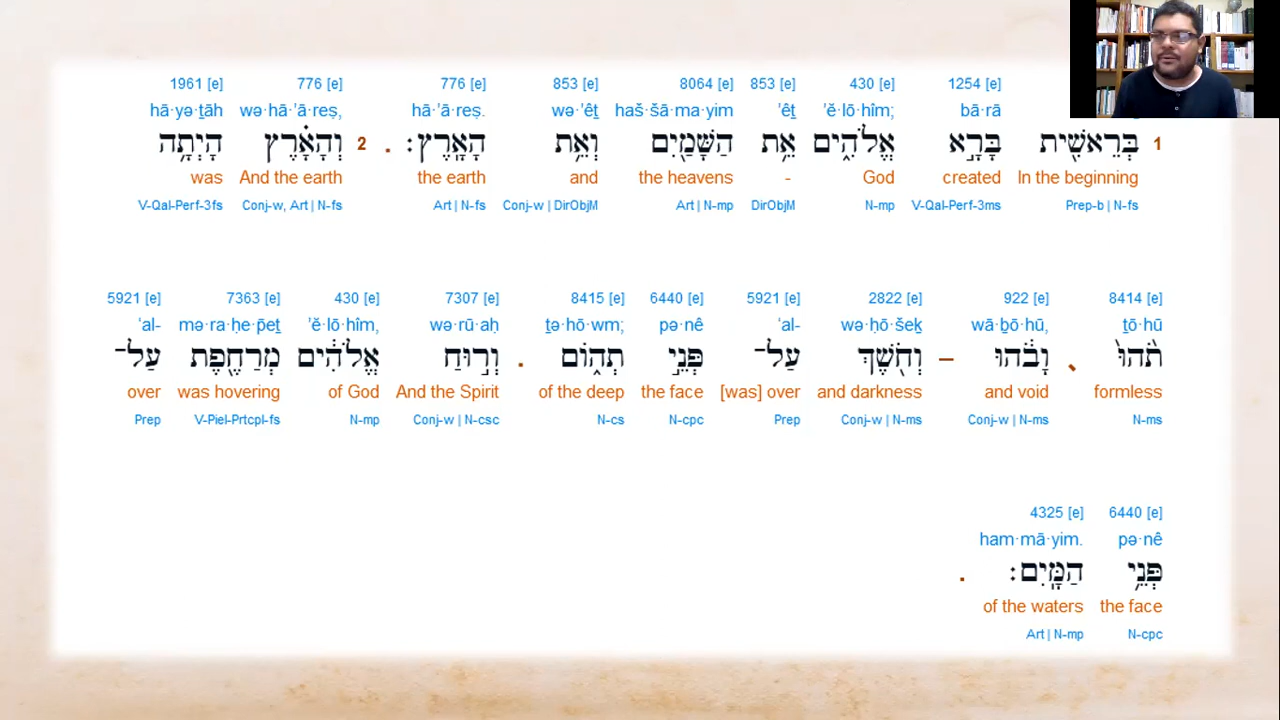 1254 [e] 430 [e] 853 [e] 8064 [e] 853 [e] 776 [e] 776 [e] 1961 [e]
bā·rā 'ĕ·lō·hîm; 'êṯ haš·šā·ma·yim wə·'êṯ hā·'ā·reṣ. wə·hā·'ā·reṣ, hā·yə·ṯāh
1 בְּרֵאשִׁ֖ית בָּרָ֣א אֱלֹהִ֑ים אֵ֥ת הַשָּׁמַ֖יִם וְאֵ֥ת הָאָֽרֶץ׃ . 2 וְהָאָ֗רֶץ הָיְתָ֥ה
In the beginning created God - the heavens and the earth And the earth was
Prep-b | N-fs V-Qal-Perf-3ms N-mp DirObjM Art | N-mp Conj-w | DirObjM Art | N-fs Conj-w, Art | N-fs V-Qal-Perf-3fs
8414 [e] 922 [e] 2822 [e] 5921 [e] 6440 [e] 8415 [e] 7307 [e] 430 [e] 7363 [e] 5921 [e]
ṯō·hū wā·ḇō·hū, wə·ḥō·šeḵ 'al- pə·nê ṯə·hō·wm; wə·rū·aḥ 'ĕ·lō·hîm, mə·ra·ḥe·p̄eṯ 'al-
תֹ֙הוּ֙ 、 וָבֹ֔הוּ – וְחֹ֖שֶׁךְ עַל־ פְּנֵ֣י תְה֑וֹם . וְר֣וּחַ אֱלֹהִ֔ים מְרַחֶ֖פֶת עַל־
formless and void and darkness [was] over the face of the deep And the Spirit of God was hovering over
N-ms Conj-w | N-ms Conj-w | N-ms Prep N-cpc N-cs Conj-w | N-csc N-mp V-Piel-Prtcpl-fs Prep
6440 [e] 4325 [e]
pə·nê ham·mā·yim.
פְּנֵ֥י הַמָּֽיִם׃ .
the face of the waters
N-cpc Art | N-mp